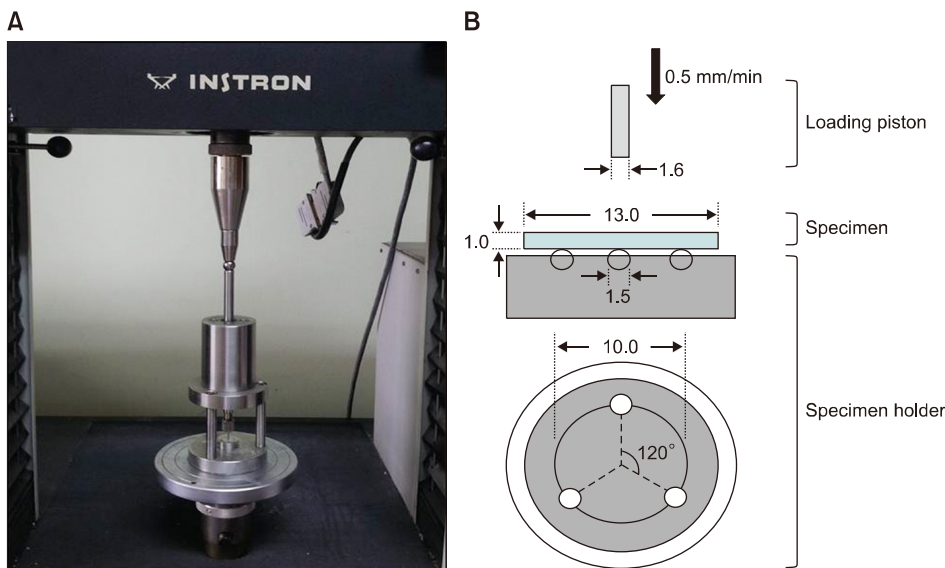 A
INSTRON
B
0.5 mm/min
Loading piston
1.6
13.0
1.0
Specimen
1.5
10.0
120°
Specimen holder